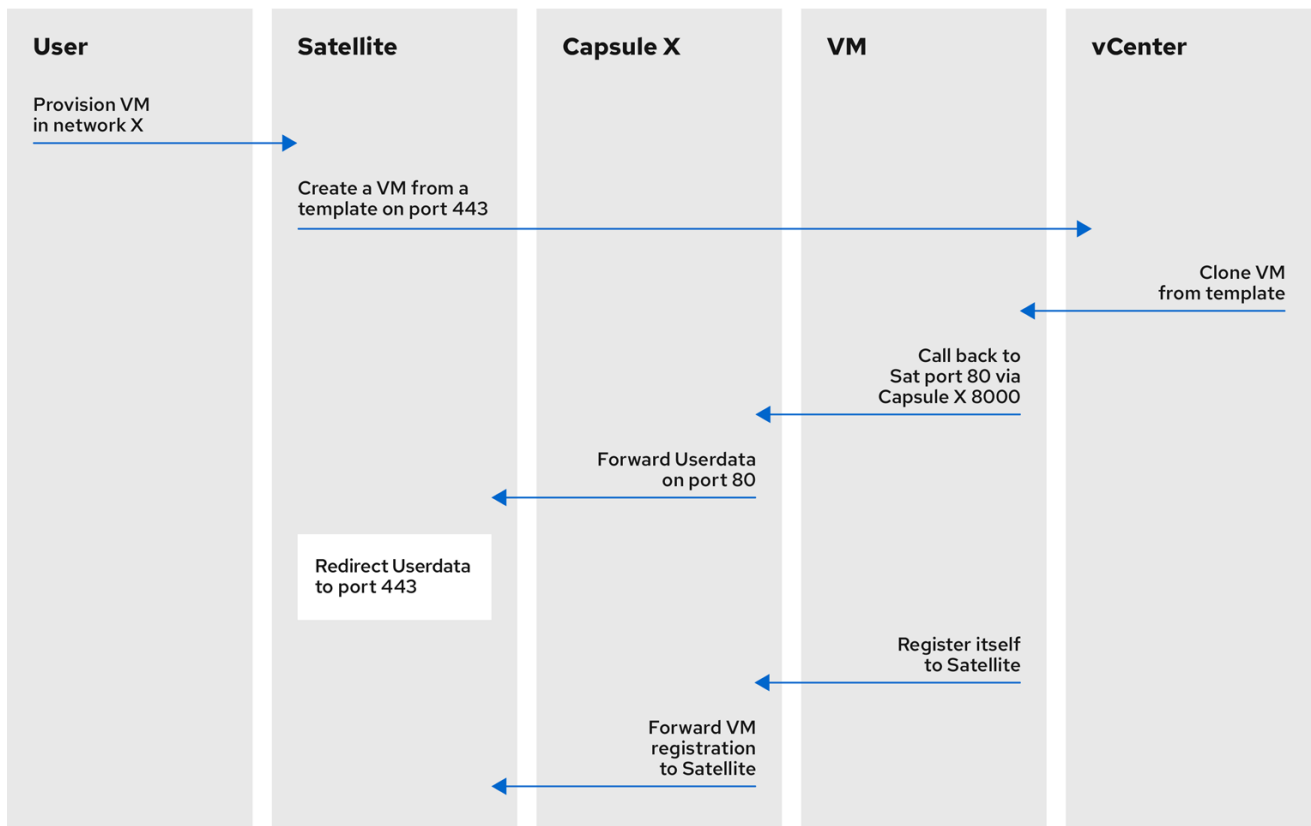 User
Satellite
Capsule X
VM
vCenter
Provision VM
in network X
Create a VM from a
template on port 443
Clone VM
from template
Call back to
Sat port 80 via
Capsule X 8000
Forward Userdata
on port 80
Redirect Userdata
to port 443
Register itself
to Satellite
Forward VM
registration
to Satellite